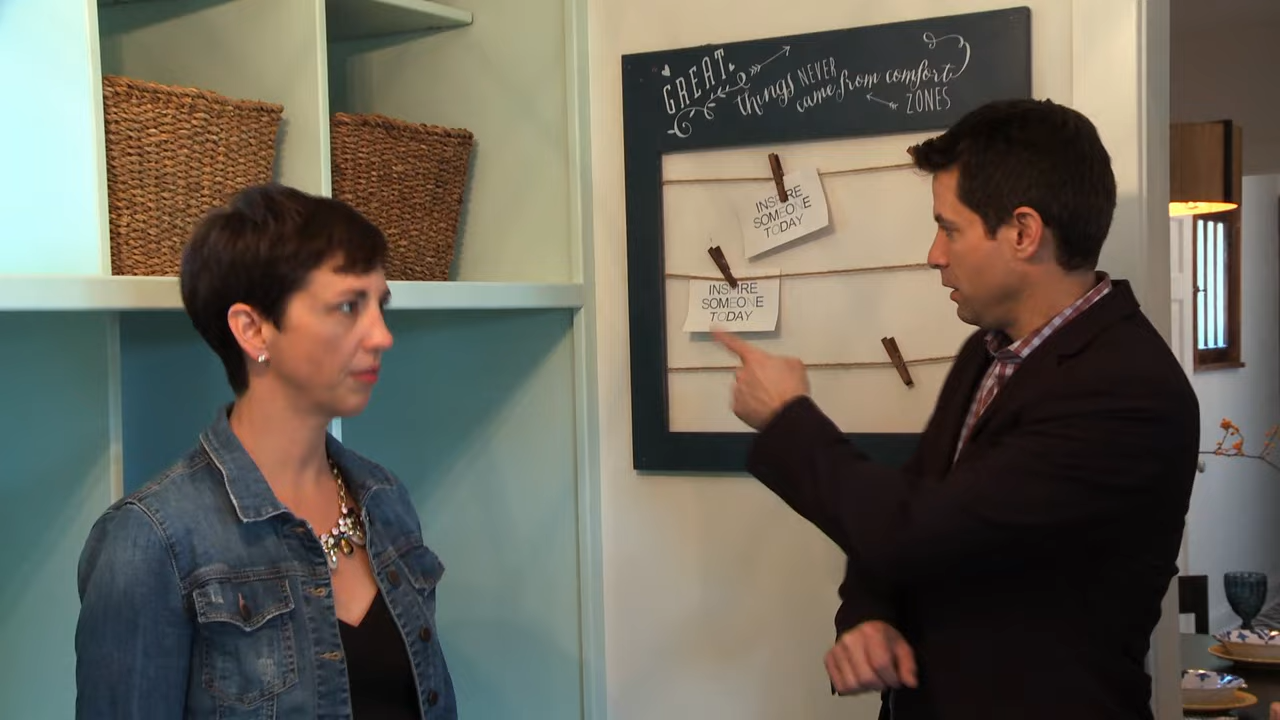 GREAT
things NEVER
came from comfort
ZONES
INSPIRE
SOMEONE
TODAY
INSPIRE
SOMEONE
TODAY